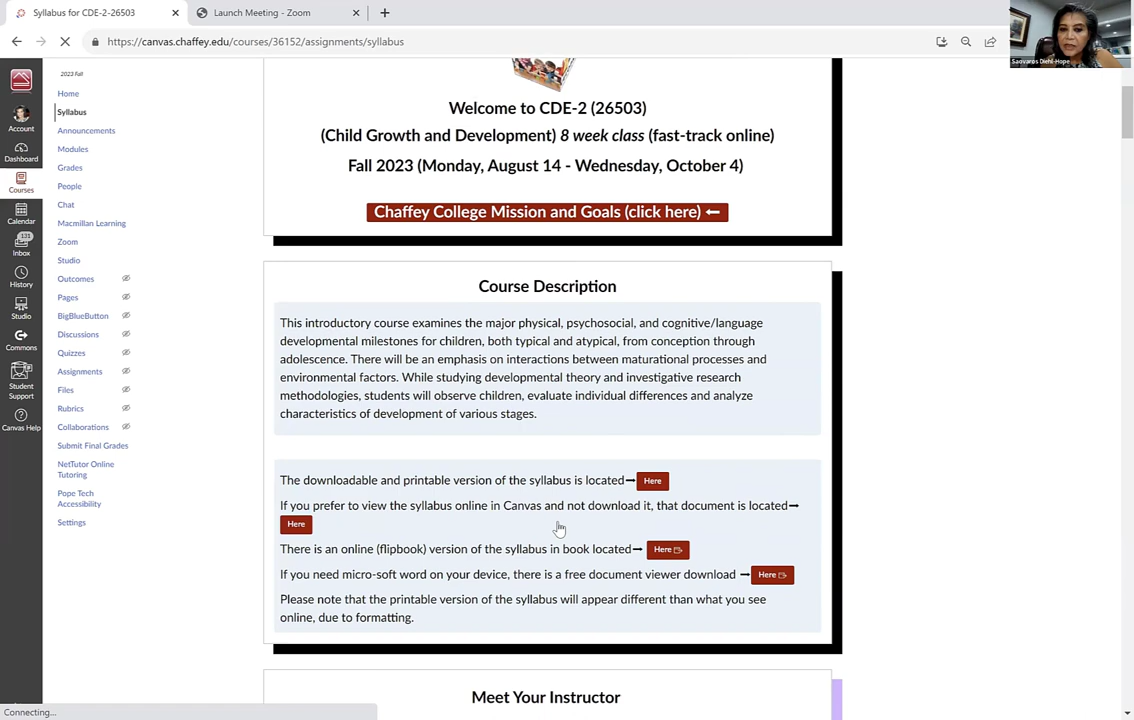 Syllabus for CDE-2-26503
Launch Meeting - Zoom
https://canvas.chaffey.edu/courses/36152/assignments/syllabus
Saovaros Diehl-Hope
Account
Dashboard
Courses
Calendar
131
Inbox
History
Studio
Commons
Student
Support
Canvas Help
2023 Fall
Home
Syllabus
Announcements
Modules
Grades
People
Chat
Macmillan Learning
Zoom
Studio
Outcomes
Pages
BigBlueButton
Discussions
Quizzes
Assignments
Files
Rubrics
Collaborations
Submit Final Grades
NetTutor Online
Tutoring
Pope Tech
Accessibility
Settings
Welcome to CDE-2 (26503)
(Child Growth and Development) 8 week class (fast-track online)
Fall 2023 (Monday, August 14 - Wednesday, October 4)
Chaffey College Mission and Goals (click here) ←
Course Description
This introductory course examines the major physical, psychosocial, and cognitive/language
developmental milestones for children, both typical and atypical, from conception through
adolescence. There will be an emphasis on interactions between maturational processes and
environmental factors. While studying developmental theory and investigative research
methodologies, students will observe children, evaluate individual differences and analyze
characteristics of development of various stages.
The downloadable and printable version of the syllabus is located→ Here
If you prefer to view the syllabus online in Canvas and not download it, that document is located→
Here
There is an online (flipbook) version of the syllabus in book located→ Here
If you need micro-soft word on your device, there is a free document viewer download → Here
Please note that the printable version of the syllabus will appear different than what you see
online, due to formatting.
Meet Your Instructor
Connecting...